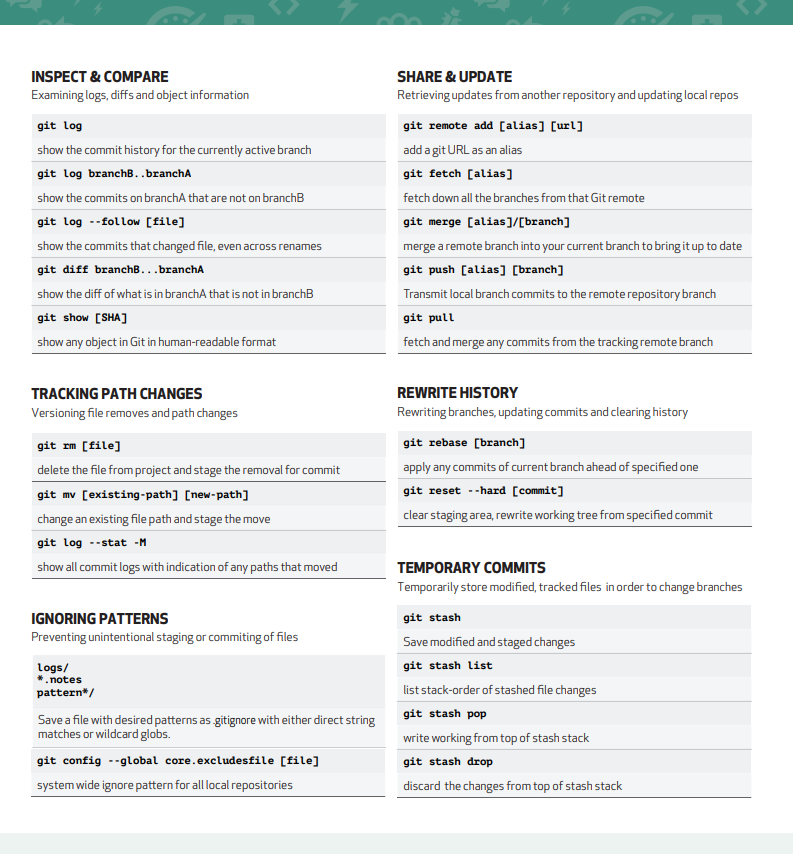 INSPECT & COMPARE
Examining logs, diffs and object information
git log
show the commit history for the currently active branch
git log branchB..branchA
show the commits on branchA that are not on branchB
git log --follow [file]
show the commits that changed file, even across renames
git diff branchB...branchA
show the diff of what is in branchA that is not in branchB
git show [SHA]
show any object in Git in human-readable format
TRACKING PATH CHANGES
Versioning file removes and path changes
git rm [file]
delete the file from project and stage the removal for commit
git mv [existing-path] [new-path]
change an existing file path and stage the move
git log --stat -M
show all commit logs with indication of any paths that moved
IGNORING PATTERNS
Preventing unintentional staging or commiting of files
logs/
*.notes
pattern*/
Save a file with desired patterns as .gitignore with either direct string
matches or wildcard globs.
git config --global core.excludesfile [file]
system wide ignore pattern for all local repositories
SHARE & UPDATE
Retrieving updates from another repository and updating local repos
git remote add [alias] [url]
add a git URL as an alias
git fetch [alias]
fetch down all the branches from that Git remote
git merge [alias]/[branch]
merge a remote branch into your current branch to bring it up to date
git push [alias] [branch]
Transmit local branch commits to the remote repository branch
git pull
fetch and merge any commits from the tracking remote branch
REWRITE HISTORY
Rewriting branches, updating commits and clearing history
git rebase [branch]
apply any commits of current branch ahead of specified one
git reset --hard [commit]
clear staging area, rewrite working tree from specified commit
TEMPORARY COMMITS
Temporarily store modified, tracked files in order to change branches
git stash
Save modified and staged changes
git stash list
list stack-order of stashed file changes
git stash pop
write working from top of stash stack
git stash drop
discard the changes from top of stash stack